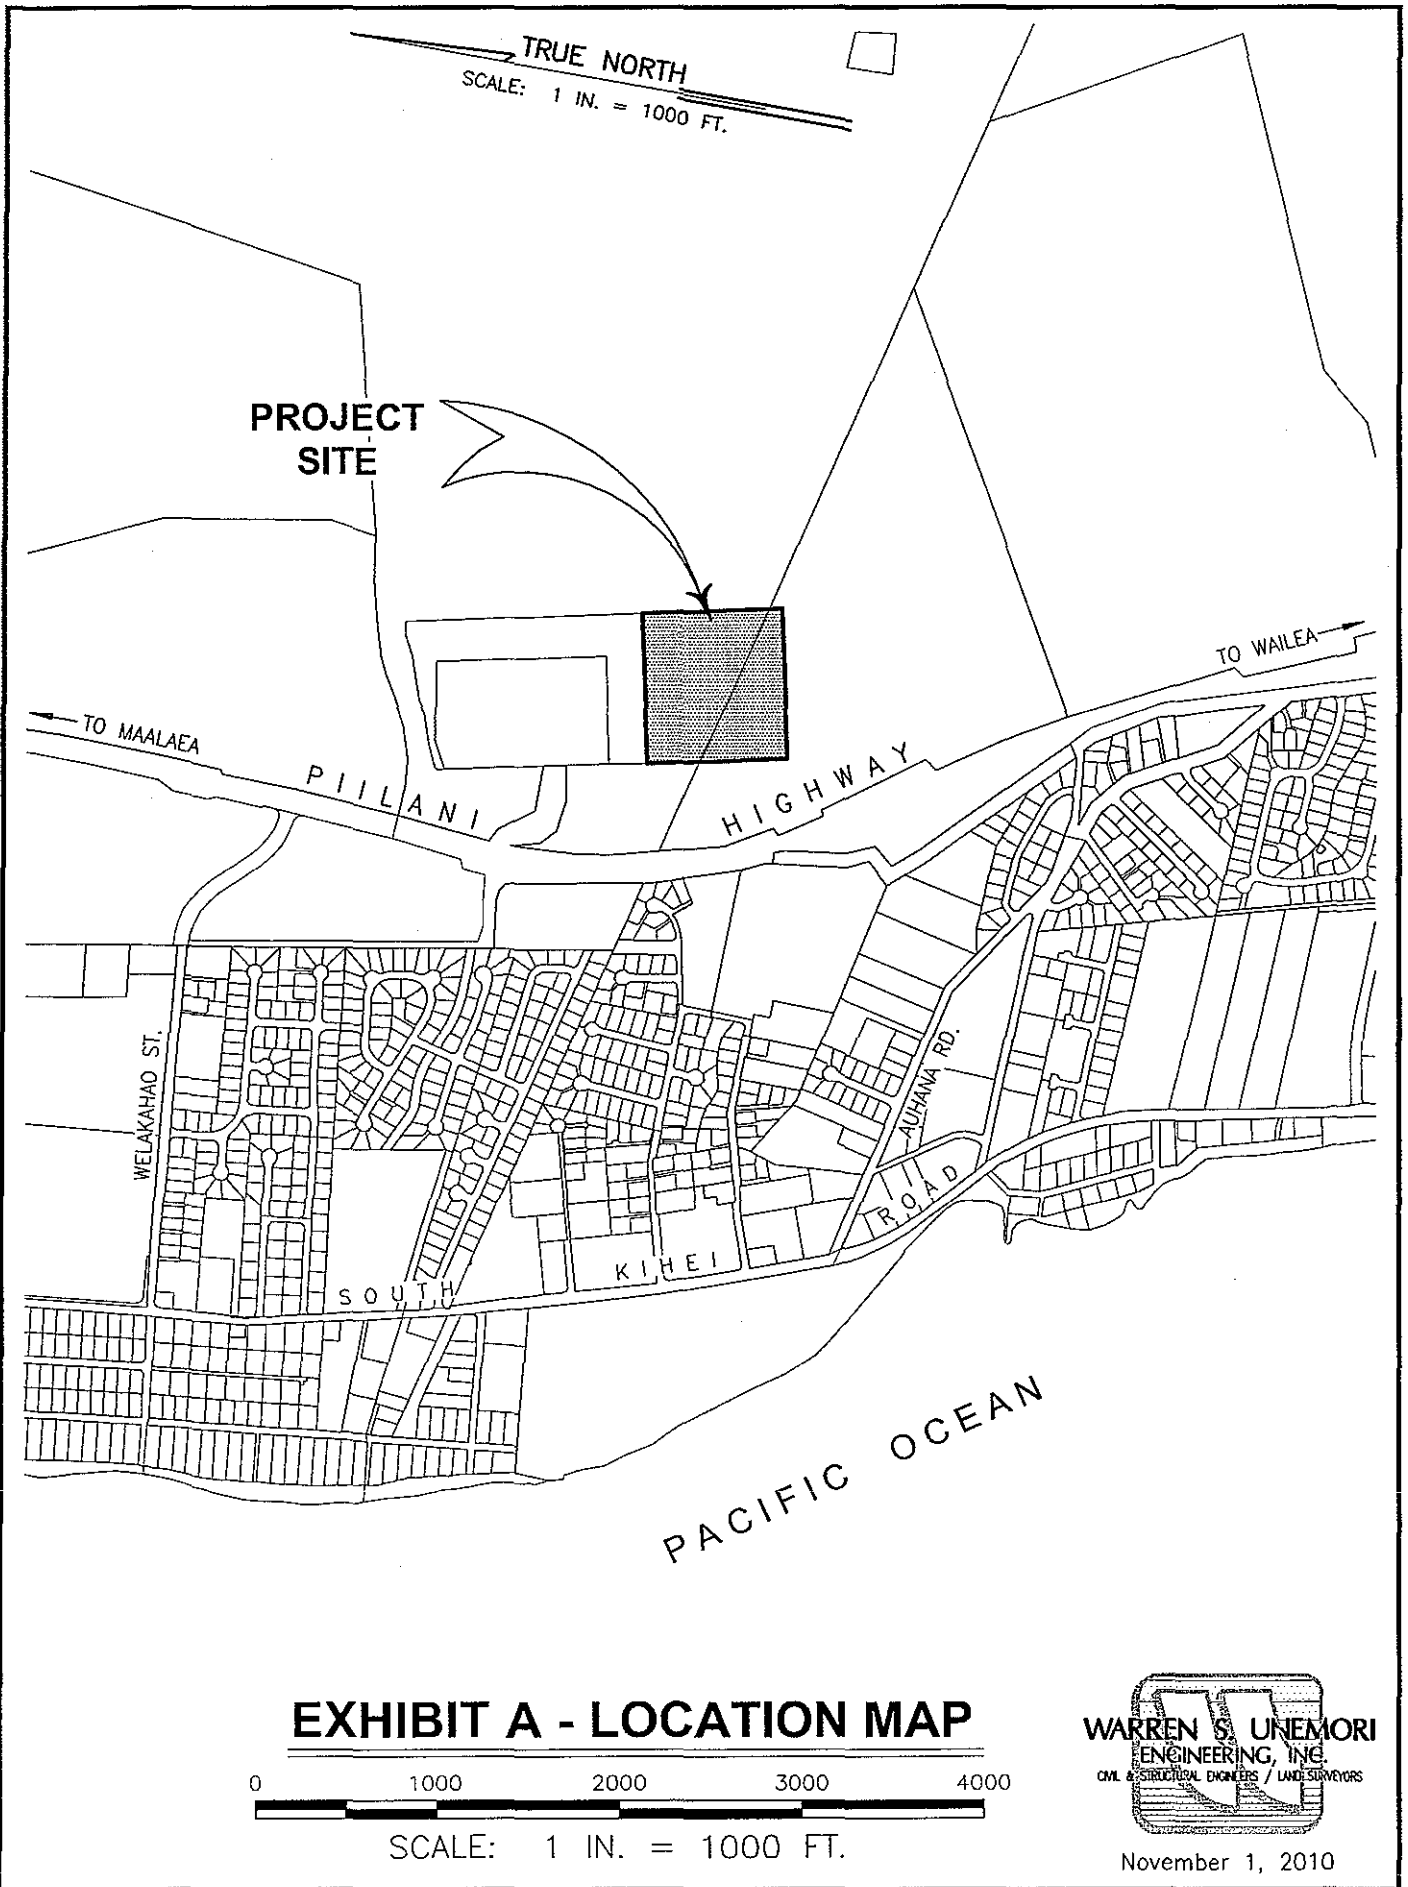 TRUE NORTH
SCALE: 1 IN. = 1000 FT.
PROJECT
SITE
TO WAILEA
TO MAALAEA
PIILANI
HIGHWAY
WELAKAHAO ST.
AUHANA RD.
SOUTH
KIHEI
ROAD
PACIFIC OCEAN
EXHIBIT A - LOCATION MAP
0 1000 2000 3000 4000
SCALE: 1 IN. = 1000 FT.
WARREN S. UNEMORI
ENGINEERING, INC.
CIVIL & STRUCTURAL ENGINEERS / LAND SURVEYORS
November 1, 2010